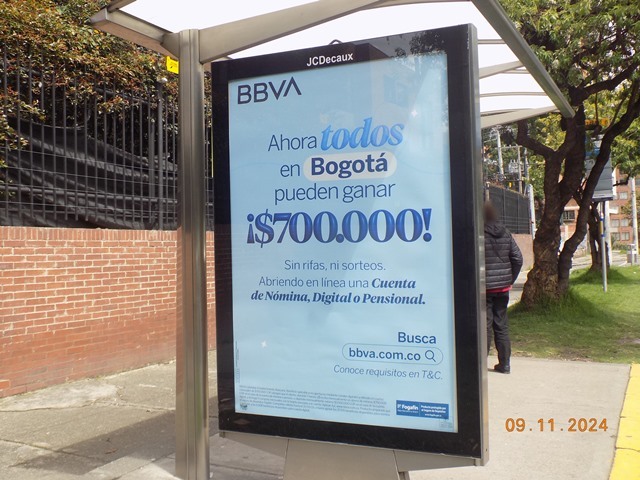 JCDecaux
BBVA
Ahora todos
en Bogotá
pueden ganar
¡$700.000!
Sin rifas, ni sorteos.
Abriendo en línea una Cuenta
de Nómina, Digital o Pensional.
Busca
bbva.com.co
Conoce requisitos en T&C.
Fogafín
09.11.2024